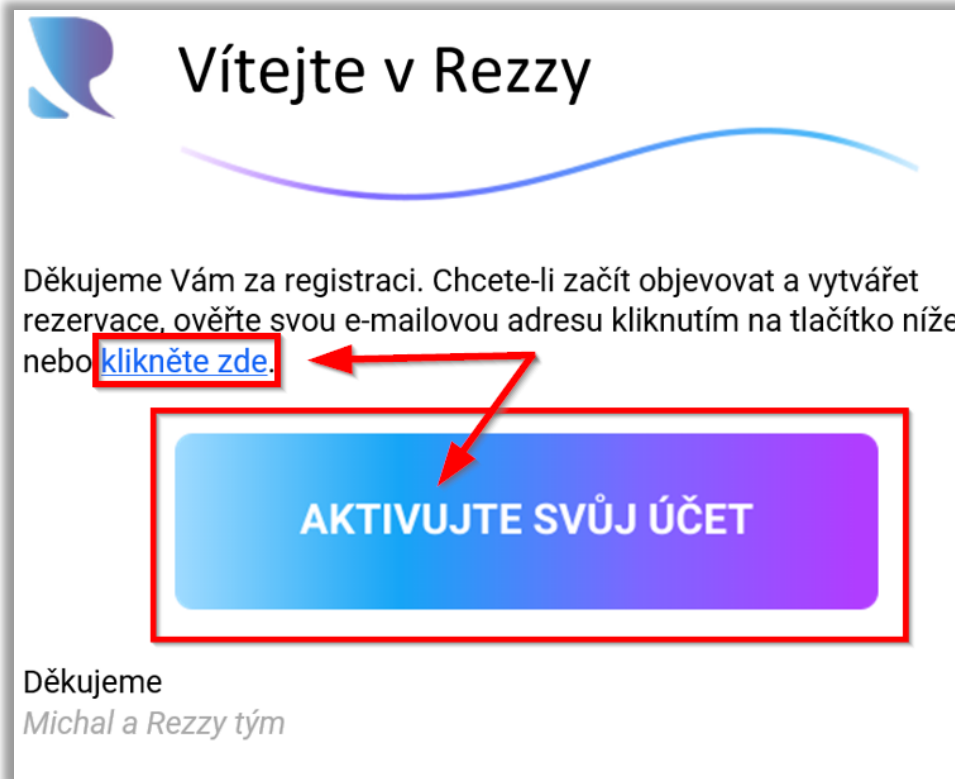 Vítejte v Rezzy
Děkujeme Vám za registraci. Chcete-li začít objevovat a vytvářet
rezervace, ověřte svou e-mailovou adresu kliknutím na tlačítko níže
nebo klikněte zde.
AKTIVUJTE SVŮJ ÚČET
Děkujeme
Michal a Rezzy tým